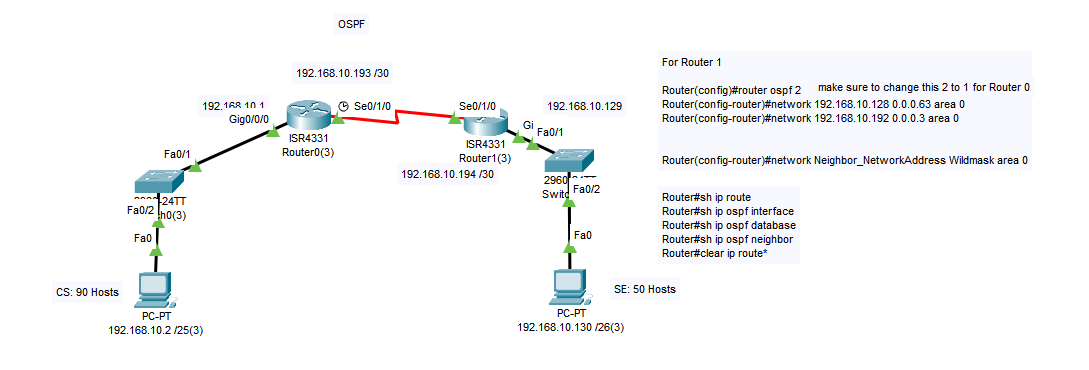 OSPF
192.168.10.193 /30
192.168.10.1
Gig0/0/0
Se0/1/0
ISR4331
Router0(3)
Se0/1/0
192.168.10.129
Gi
Fa0/1
ISR4331
Router1(3)
192.168.10.194 /30
Fa0/1
-24TT
Fa0/2
h0(3)
Fa0
CS: 90 Hosts
PC-PT
192.168.10.2 /25(3)
2960-24TT
Fa0/2
Fa0
SE: 50 Hosts
PC-PT
192.168.10.130 /26(3)
For Router 1
Router(config)#router ospf 2 make sure to change this 2 to 1 for Router 0
Router(config-router)#network 192.168.10.128 0.0.0.63 area 0
Router(config-router)#network 192.168.10.192 0.0.0.3 area 0
Router(config-router)#network Neighbor_NetworkAddress Wildmask area 0
Router#sh ip route
Router#sh ip ospf interface
Router#sh ip ospf database
Router#sh ip ospf neighbor
Router#clear ip route*